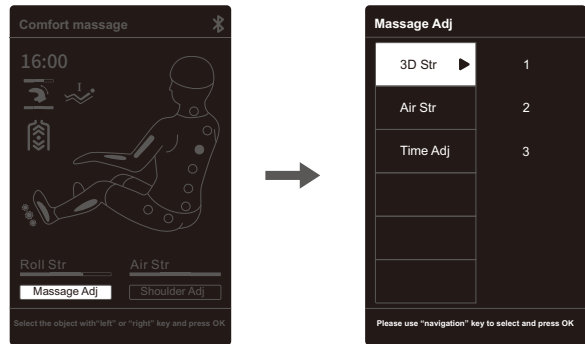 Comfort massage
16:00
I
Roll Str Air Str
Massage Adj Shoulder Adj
Select the object with“left” or “right” key and press OK
Massage Adj
3D Str 1
Air Str 2
Time Adj 3
Please use “navigation” key to select and press OK